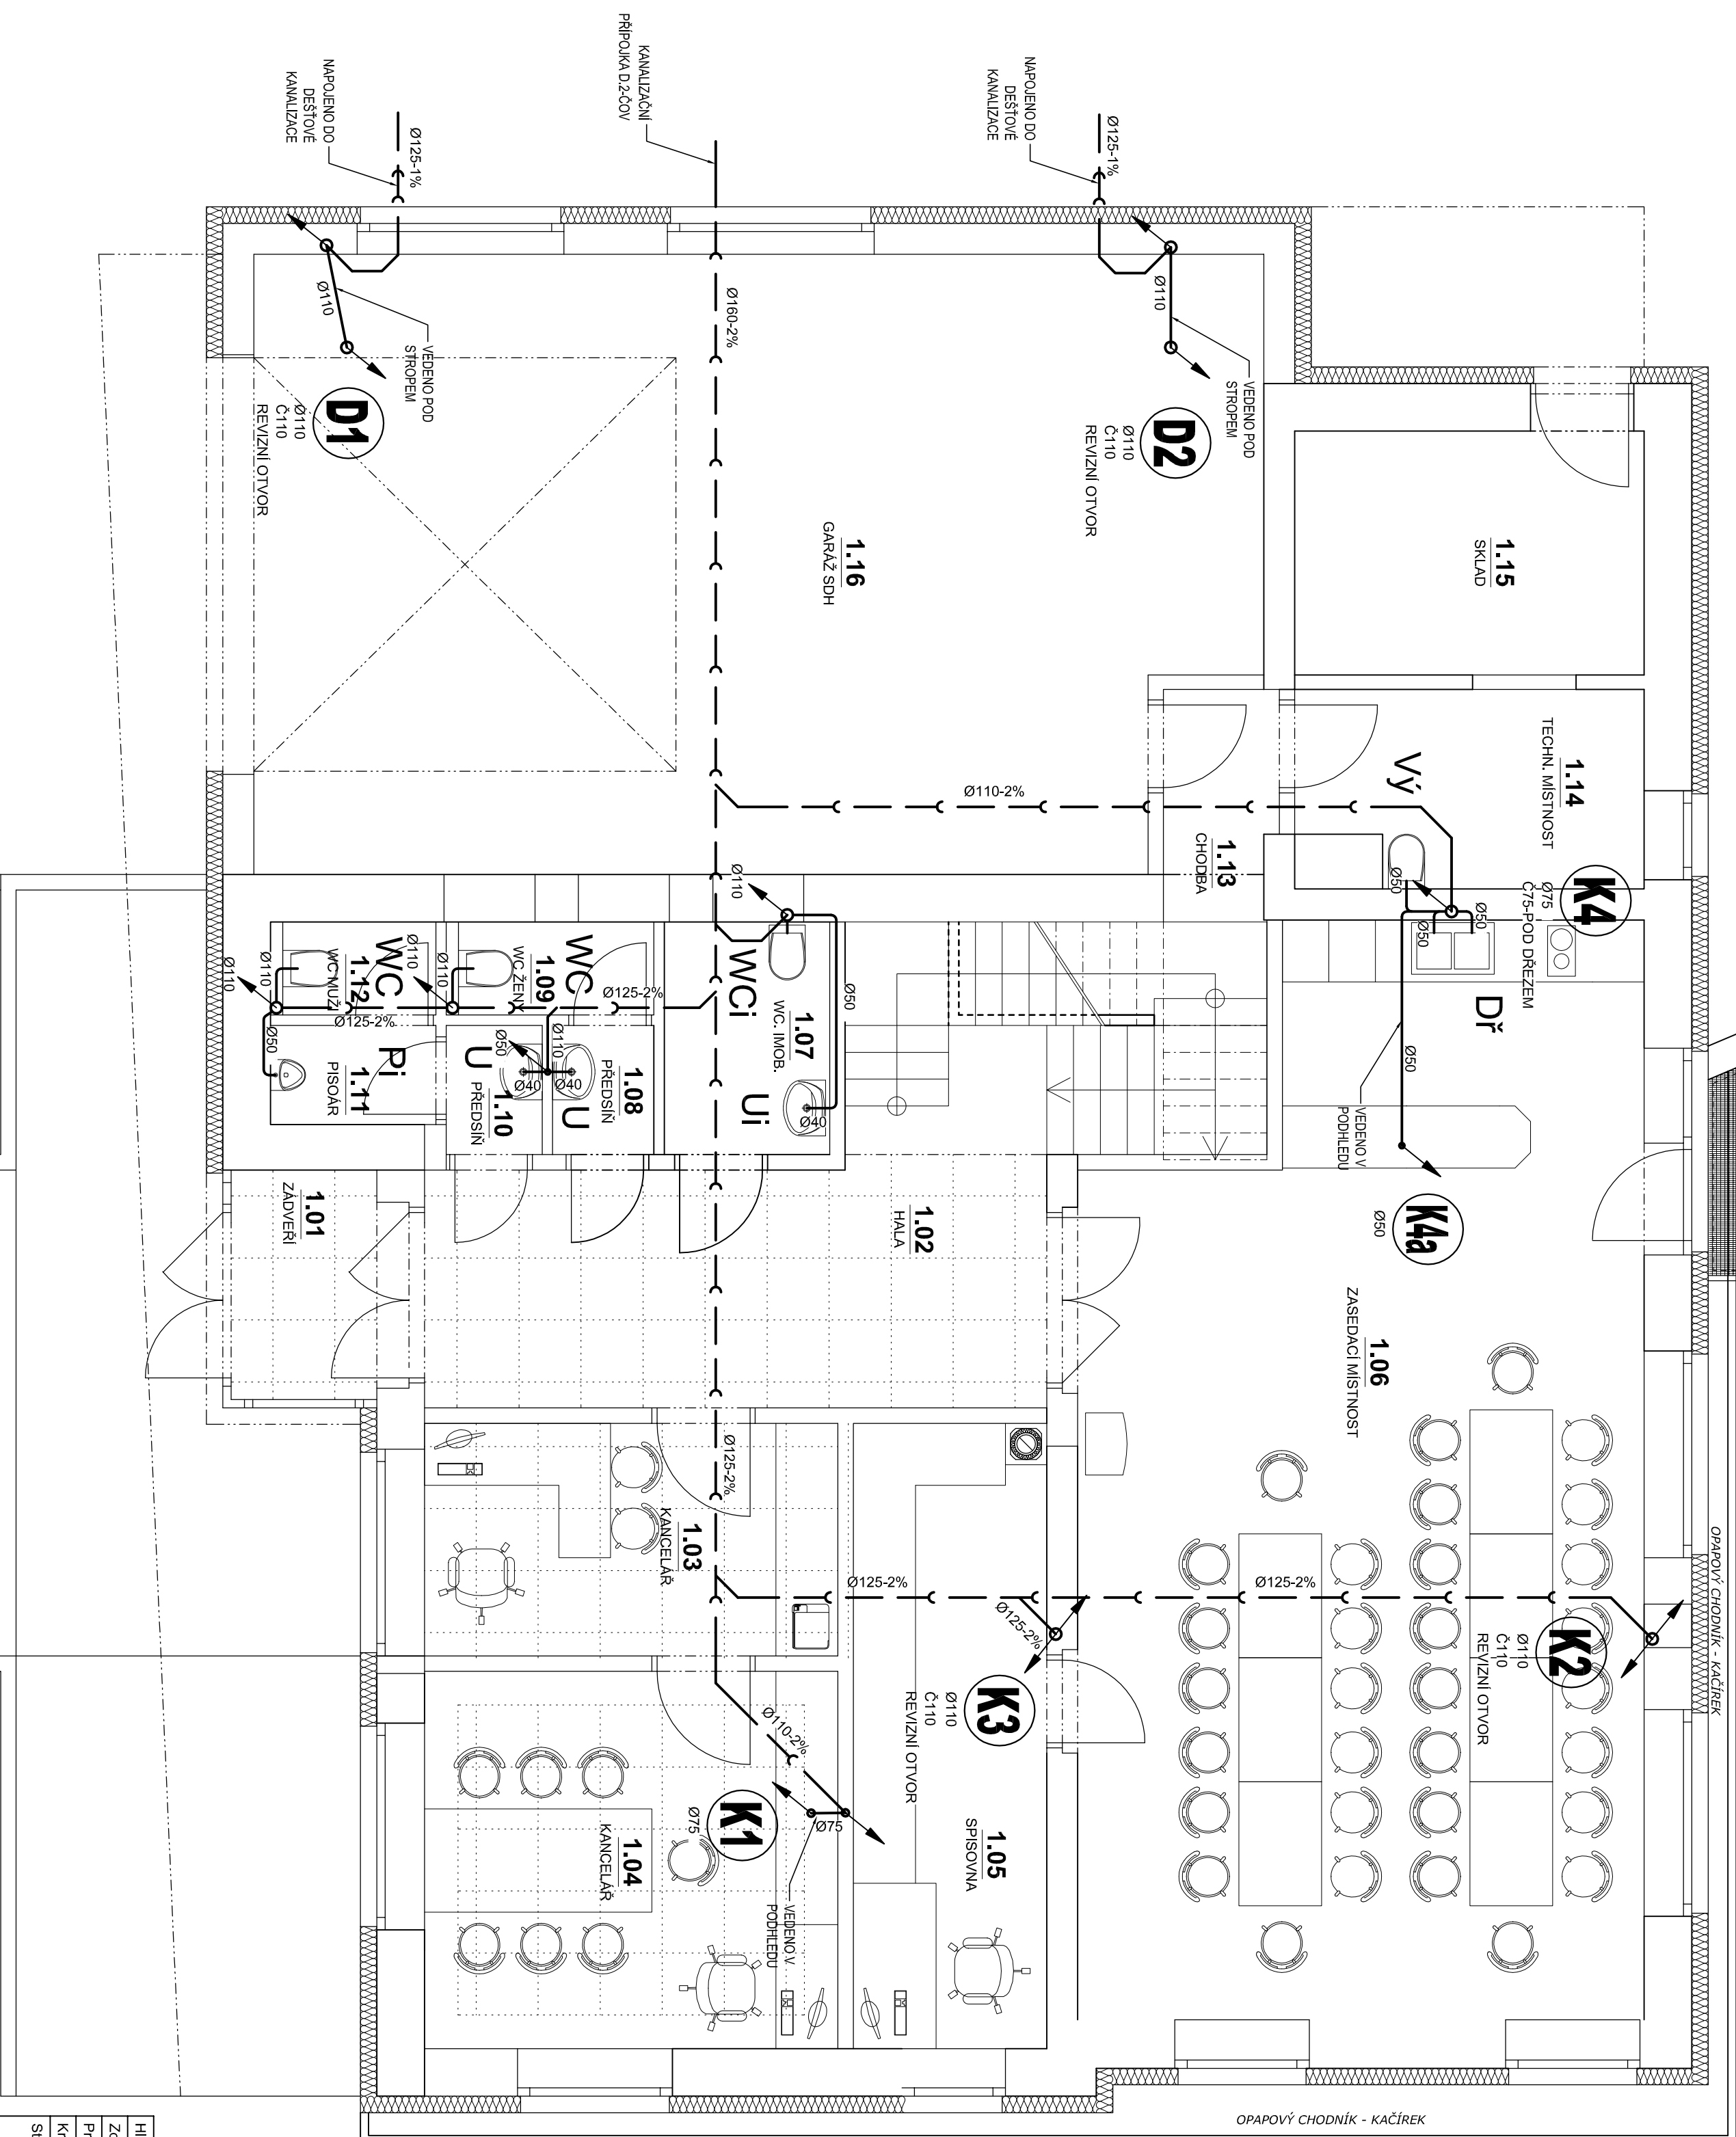 NAPOJENO DO
DEŠŤOVÉ
KANALIZACE
Ø125-1%
KANALIZAČNÍ
PŘÍPOJKA D.2-ČOV
NAPOJENO DO
DEŠŤOVÉ
KANALIZACE
Ø125-1%
Ø110
VEDENO POD
STROPEM
D1
Ø110
Č110
REVIZNÍ OTVOR
Ø160-2%
Ø110
VEDENO POD
STROPEM
D2
Ø110
Č110
REVIZNÍ OTVOR
1.16
GARÁŽ SDH
1.15
SKLAD
1.14
TECHN. MÍSTNOST
Vý
Ø110-2%
1.13
CHODBA
K4
Ø75
Č75-POD DŘEZEM
Ø50
Ø50
Ø50
Dř
Ø50
VEDENO V
PODHLEDU
K4a
Ø50
Ø110
WCi
1.07
WC. IMOB.
Ø50
Ui
Ø40
WC
1.09
WC ŽENY
Ø110
Ø125-2%
WC
1.12
WC MUŽI
Ø110
Ø110
Ø110
Ø125-2%
Ø50
Pi
1.11
PISOÁR
U
1.10
PŘEDSÍŇ
Ø50
Ø110
Ø40
Ø40
U
1.08
PŘEDSÍŇ
1.01
ZÁDVEŘÍ
1.02
HALA
1.06
ZASEDACÍ MÍSTNOST
Ø125-2%
1.03
KANCELÁŘ
Ø125-2%
Ø125-2%
Ø125-2%
K2
Ø110
Č110
REVIZNÍ OTVOR
K3
Ø110
Č110
REVIZNÍ OTVOR
Ø110-2%
K1
Ø75
Ø75
VEDENO V
PODHLEDU
1.04
KANCELÁŘ
1.05
SPISOVNA
OPAPOVÝ CHODNÍK - KAČÍREK
OPAPOVÝ CHODNÍK - KAČÍREK